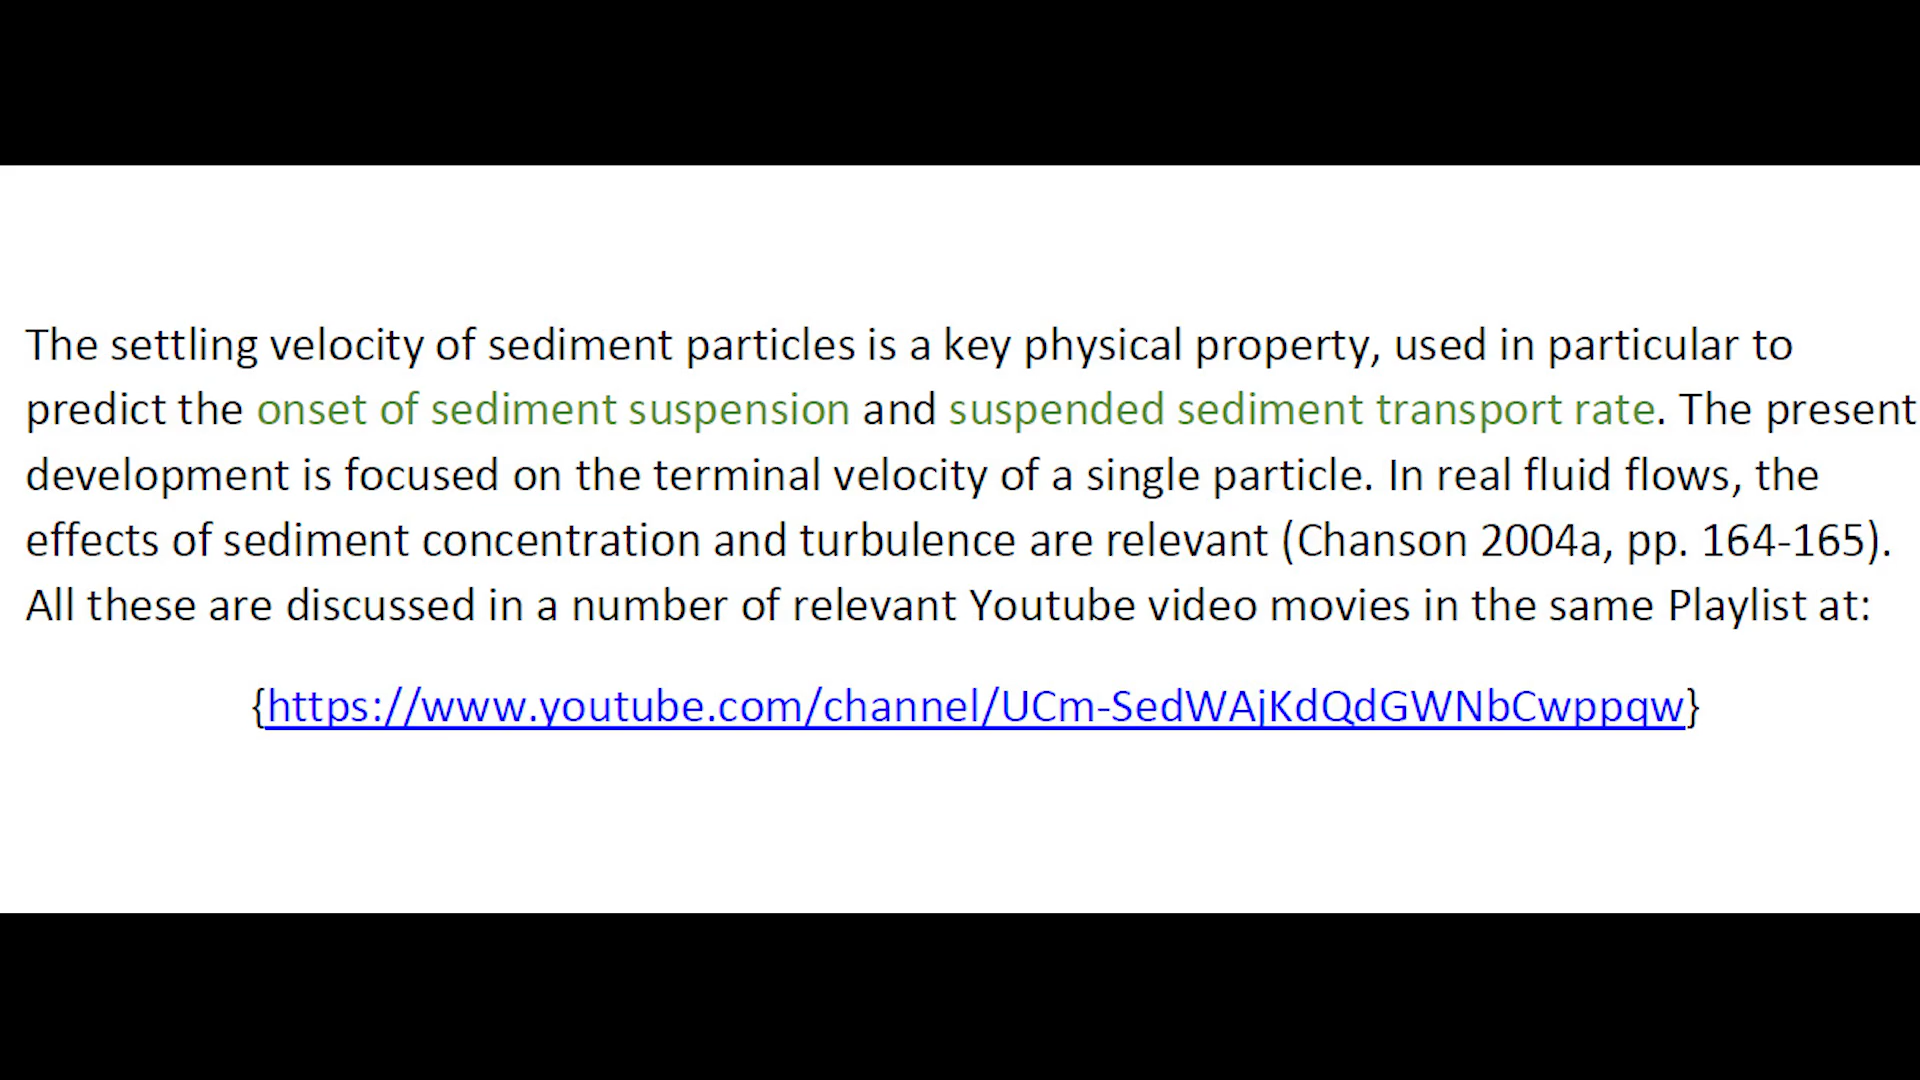 The settling velocity of sediment particles is a key physical property, used in particular to
predict the onset of sediment suspension and suspended sediment transport rate. The present
development is focused on the terminal velocity of a single particle. In real fluid flows, the
effects of sediment concentration and turbulence are relevant (Chanson 2004a, pp. 164-165).
All these are discussed in a number of relevant Youtube video movies in the same Playlist at:
{https://www.youtube.com/channel/UCm-SedWAjKdQdGWNbCwppqw}